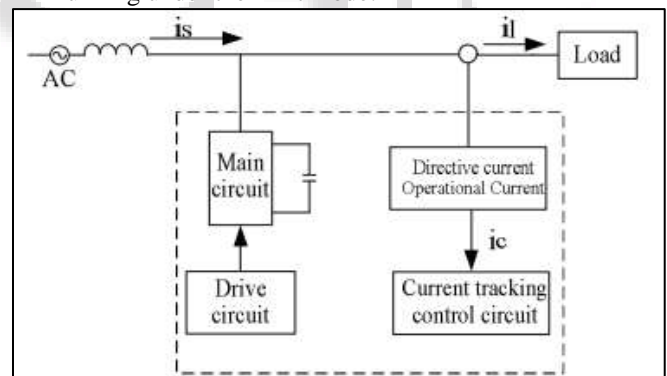 is
il
AC
Load
Main
circuit
Directive current
Operational Current
ic
Drive
circuit
Current tracking
control circuit